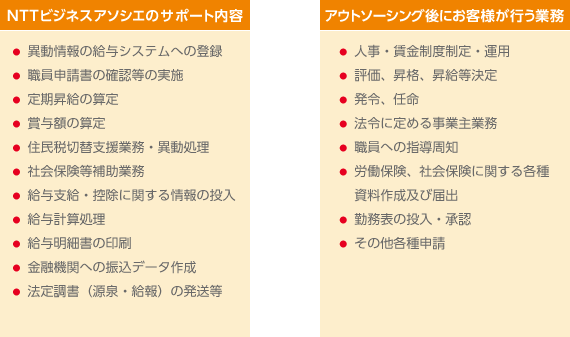 NTTビジネスアソシエのサポート内容
● 異動情報の給与システムへの登録
● 職員申請書の確認等の実施
● 定期昇給の算定
● 賞与額の算定
● 住民税切替支援業務・異動処理
● 社会保険等補助業務
● 給与支給・控除に関する情報の投入
● 給与計算処理
● 給与明細書の印刷
● 金融機関への振込データ作成
● 法定調書（源泉・給報）の発送等
アウトソーシング後にお客様が行う業務
● 人事・賃金制度制定・運用
● 評価、昇格、昇給等決定
● 発令、任命
● 法令に定める事業主業務
● 職員への指導周知
● 労働保険、社会保険に関する各種
資料作成及び届出
● 勤務表の投入・承認
● その他各種申請